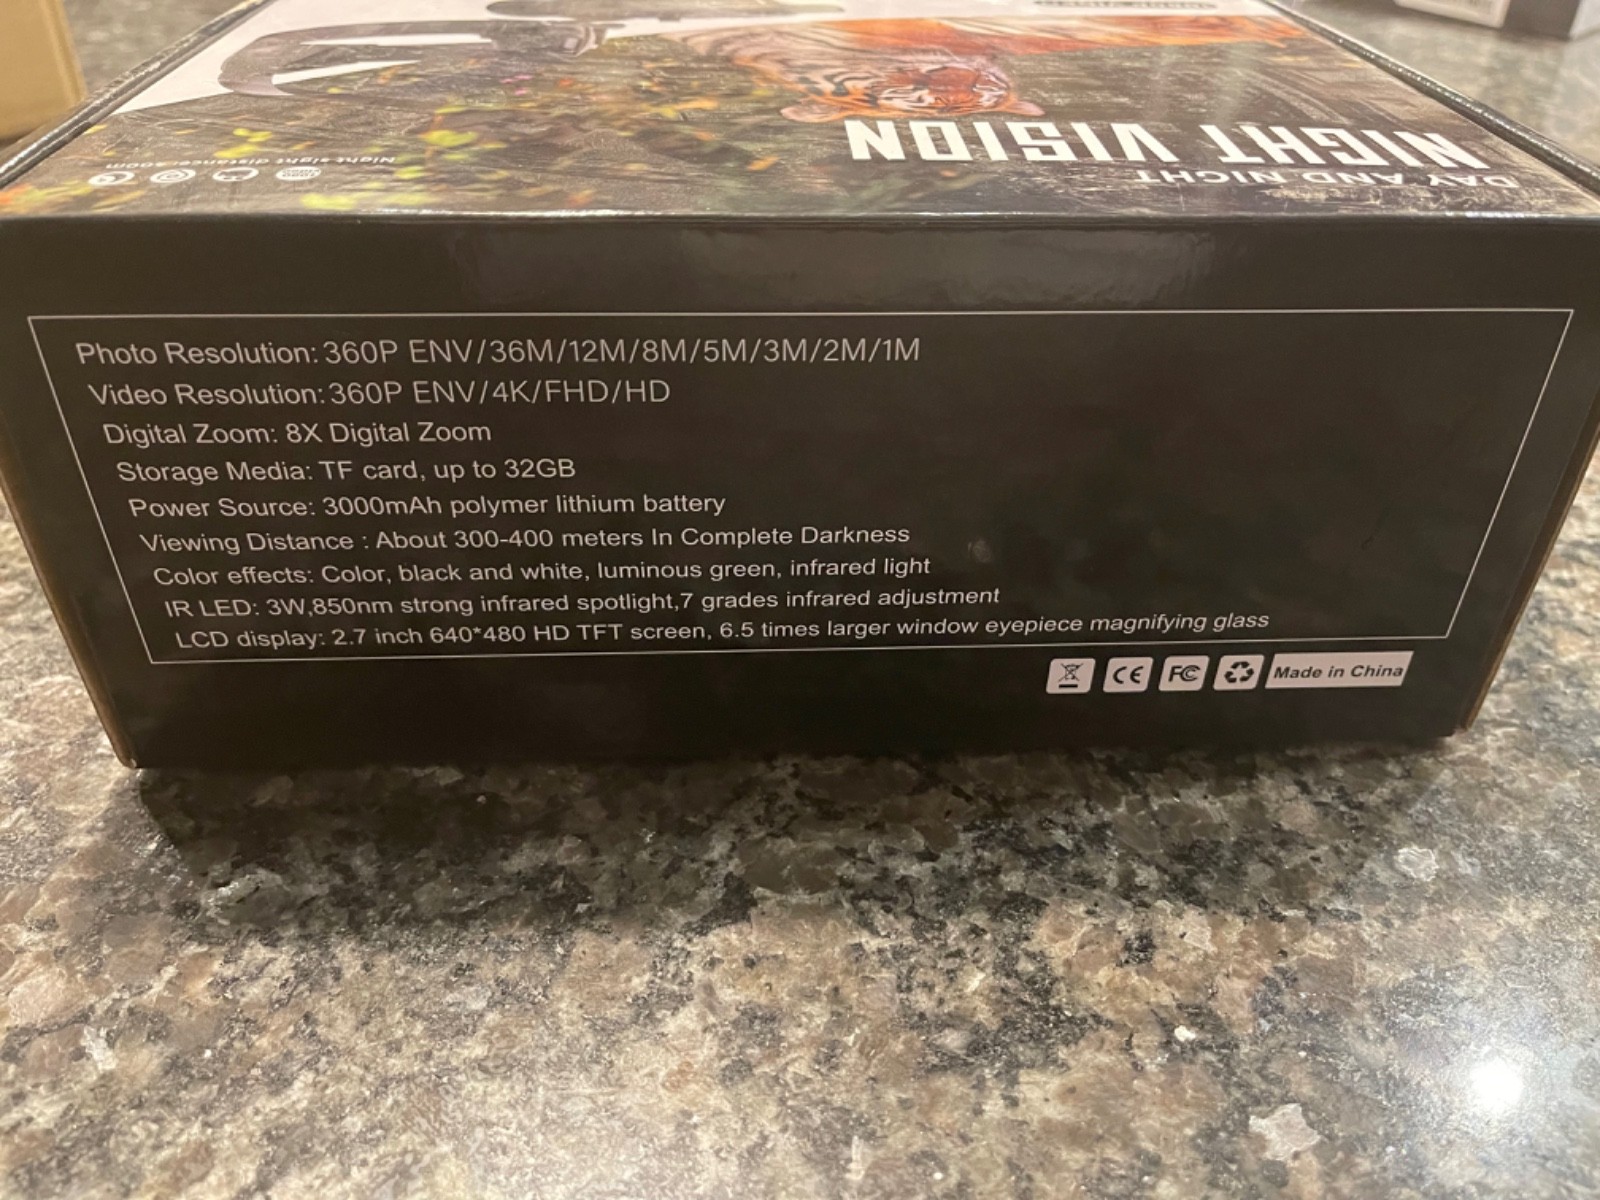 DAY AND NIGHT
NIGHT VISION
Photo Resolution: 360P ENV/36M/12M/8M/5M/3M/2M/1M
Video Resolution: 360P ENV/4K/FHD/HD
Digital Zoom: 8X Digital Zoom
Storage Media: TF card, up to 32GB
Power Source: 3000mAh polymer lithium battery
Viewing Distance : About 300-400 meters In Complete Darkness
Color effects: Color, black and white, luminous green, infrared light
IR LED: 3W,850nm strong infrared spotlight,7 grades infrared adjustment
LCD display: 2.7 inch 640*480 HD TFT screen, 6.5 times larger window eyepiece magnifying glass
CE FC Made in China